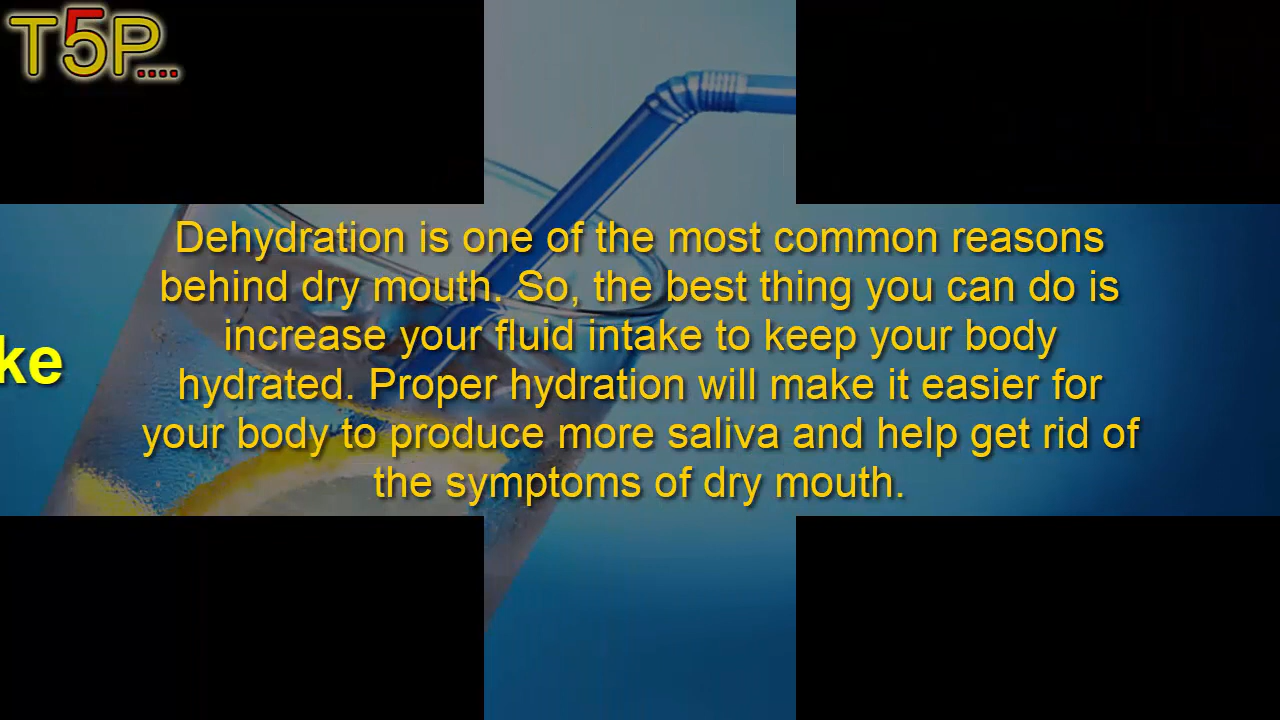 T5P....
Dehydration is one of the most common reasons
behind dry mouth. So, the best thing you can do is
increase your fluid intake to keep your body
ke
hydrated. Proper hydration will make it easier for
your body to produce more saliva and help get rid of
the symptoms of dry mouth.